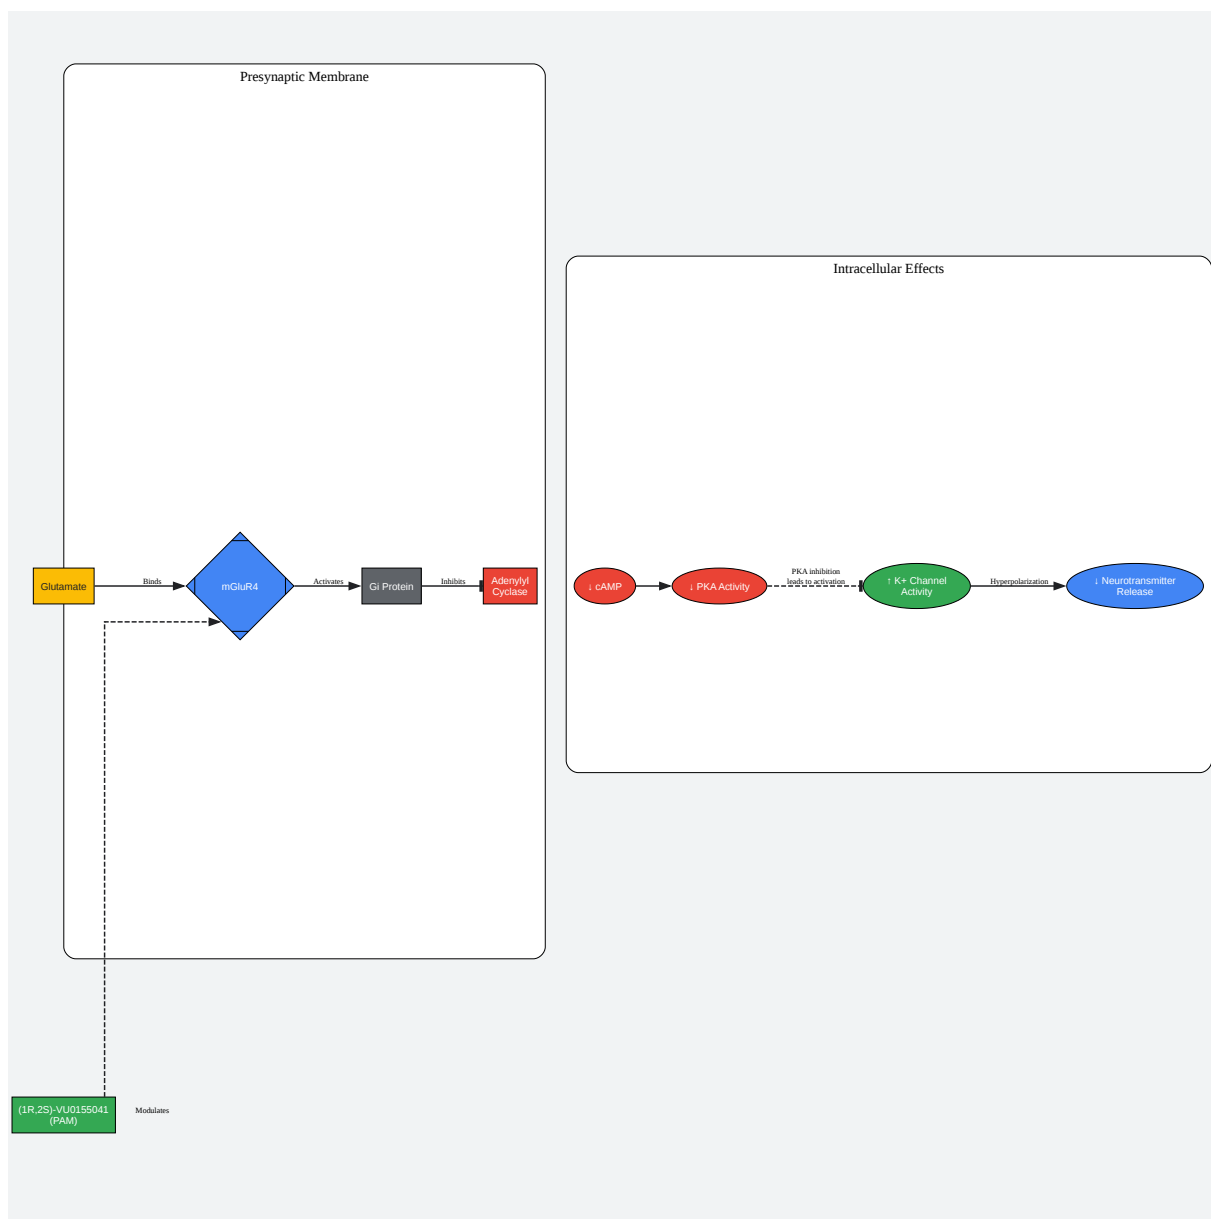 Presynaptic Membrane
Intracellular Effects
Glutamate
Binds
mGluR4
Activates
Gi Protein
Inhibits
Adenylyl
Cyclase
↓ cAMP
↓ PKA Activity
PKA inhibition
leads to activation
↑ K+ Channel
Activity
Hyperpolarization
↓ Neurotransmitter
Release
(1R,2S)-VU0155041
(PAM)
Modulates